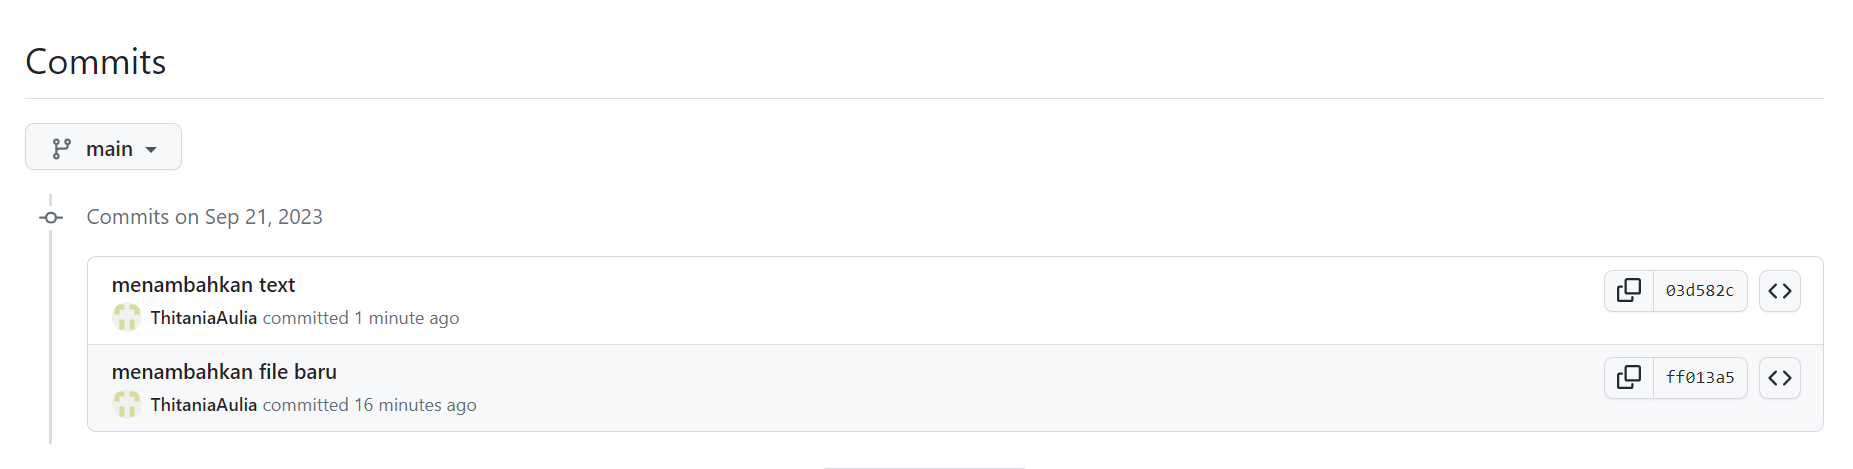 Commits
main
Commits on Sep 21, 2023
menambahkan text
03d582c
ThitaniaAulia committed 1 minute ago
menambahkan file baru
ff013a5
ThitaniaAulia committed 16 minutes ago